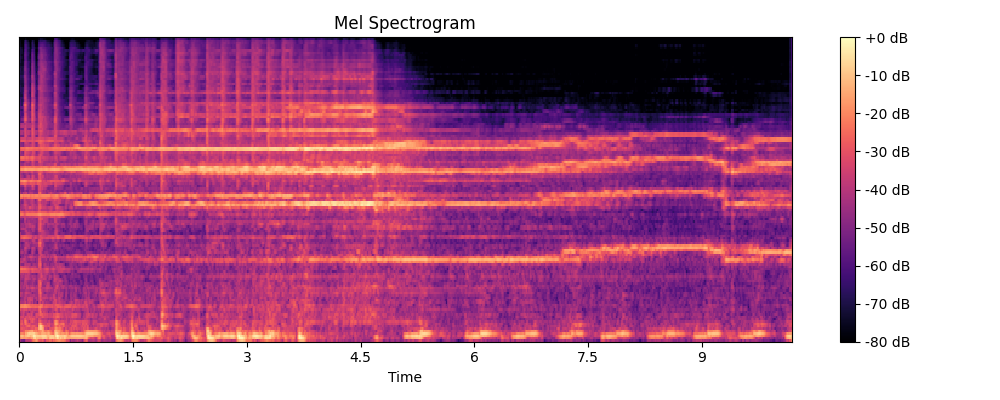 Mel Spectrogram
+0 dB
-10 dB
-20 dB
-30 dB
-40 dB
-50 dB
-60 dB
-70 dB
-80 dB
0 1.5 3 4.5 6 7.5 9
Time